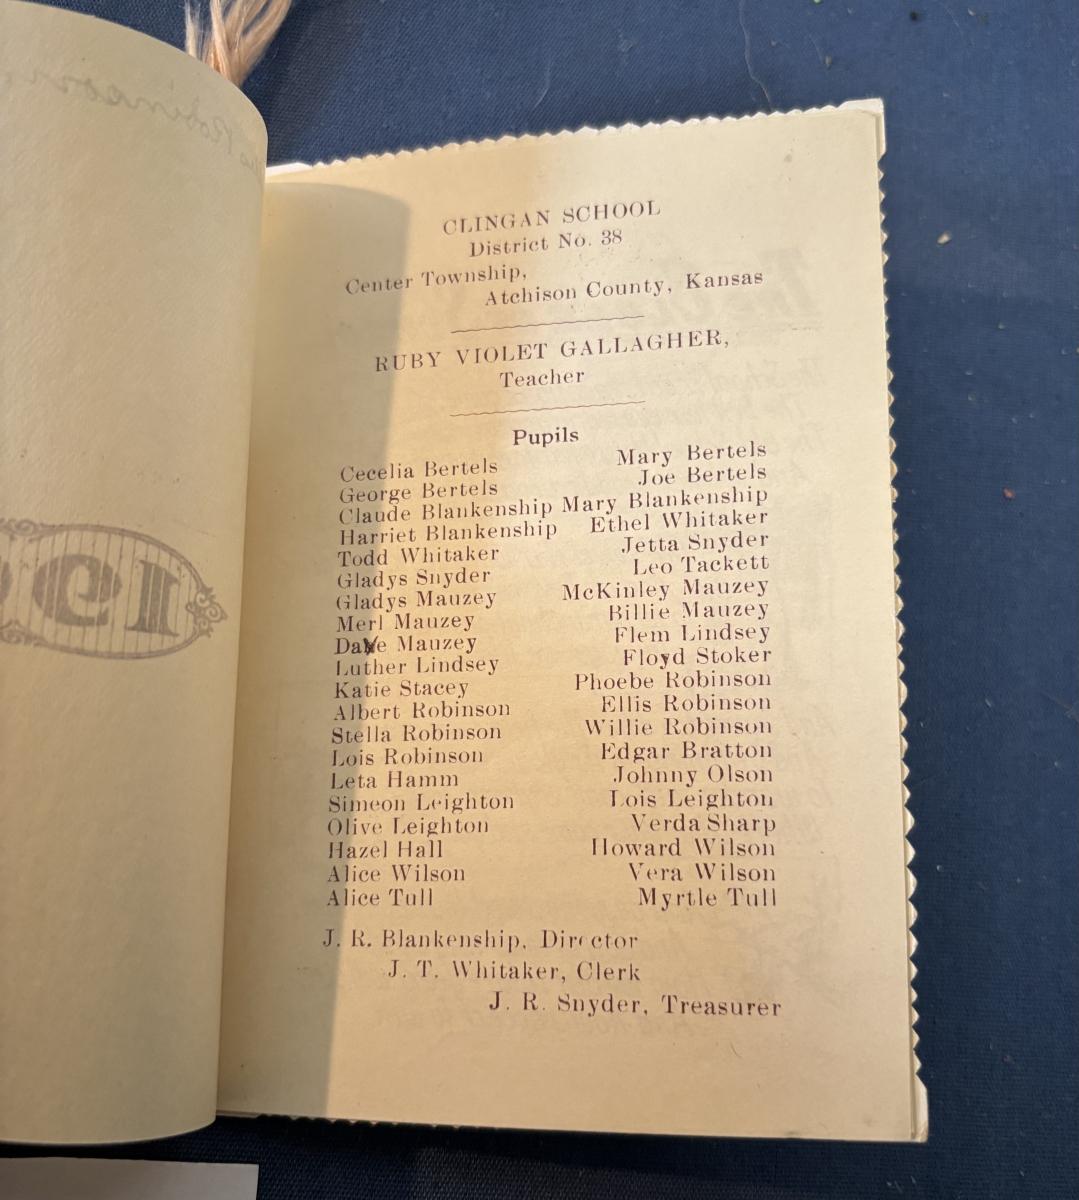 Robinson
CLINGAN SCHOOL
District No. 38
Center Township,
Atchison County, Kansas
RUBY VIOLET GALLAGHER,
Teacher
Pupils
Cecelia Bertels Mary Bertels
George Bertels Joe Bertels
Claude Blankenship Mary Blankenship
Harriet Blankenship Ethel Whitaker
Todd Whitaker Jetta Snyder
Gladys Snyder Leo Tackett
Gladys Mauzey McKinley Mauzey
Merl Mauzey Billie Mauzey
Dave Mauzey Flem Lindsey
Luther Lindsey Floyd Stoker
Katie Stacey Phoebe Robinson
Albert Robinson Ellis Robinson
Stella Robinson Willie Robinson
Lois Robinson Edgar Bratton
Leta Hamm Johnny Olson
Simeon Leighton Lois Leighton
Olive Leighton Verda Sharp
Hazel Hall Howard Wilson
Alice Wilson Vera Wilson
Alice Tull Myrtle Tull
J. R. Blankenship, Director
J. T. Whitaker, Clerk
J. R. Snyder, Treasurer